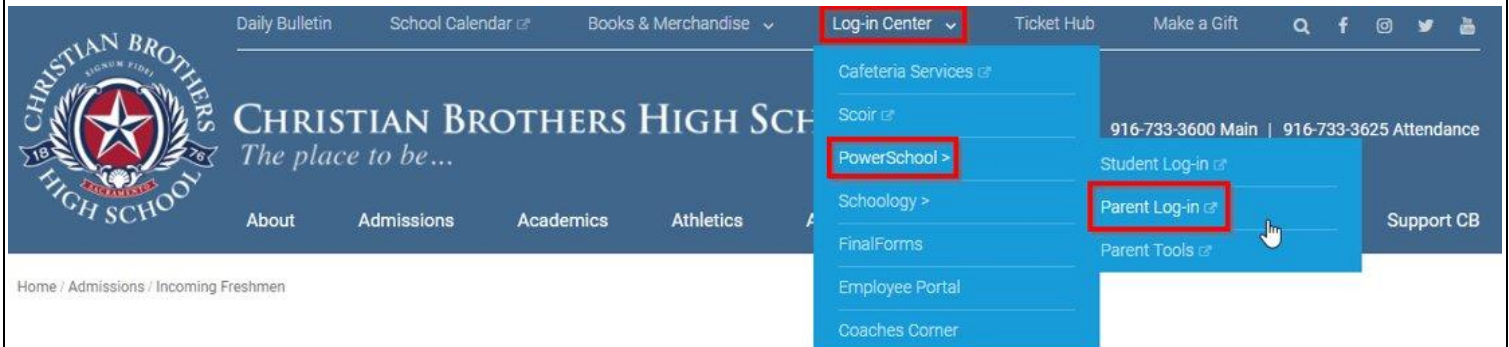 Daily Bulletin School Calendar Books & Merchandise Log-in Center Ticket Hub Make a Gift
CHRISTIAN BROTHERS
SIGNUM FIDEI
18 76
SACRAMENTO
HIGH SCHOOL
CHRISTIAN BROTHERS HIGH SCH
The place to be...
916-733-3600 Main | 916-733-3625 Attendance
About Admissions Academics Athletics A Support CB
Cafeteria Services
Scoir
PowerSchool >
Schoology >
FinalForms
Employee Portal
Coaches Corner
Student Log-in
Parent Log-in
Parent Tools
Home / Admissions / Incoming Freshmen